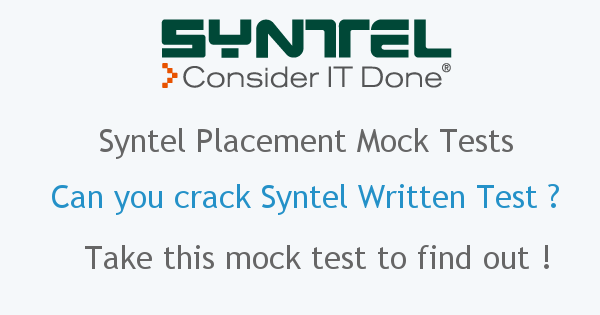 SYNTEL
Consider IT Done®
Syntel Placement Mock Tests
Can you crack Syntel Written Test ?
Take this mock test to find out !